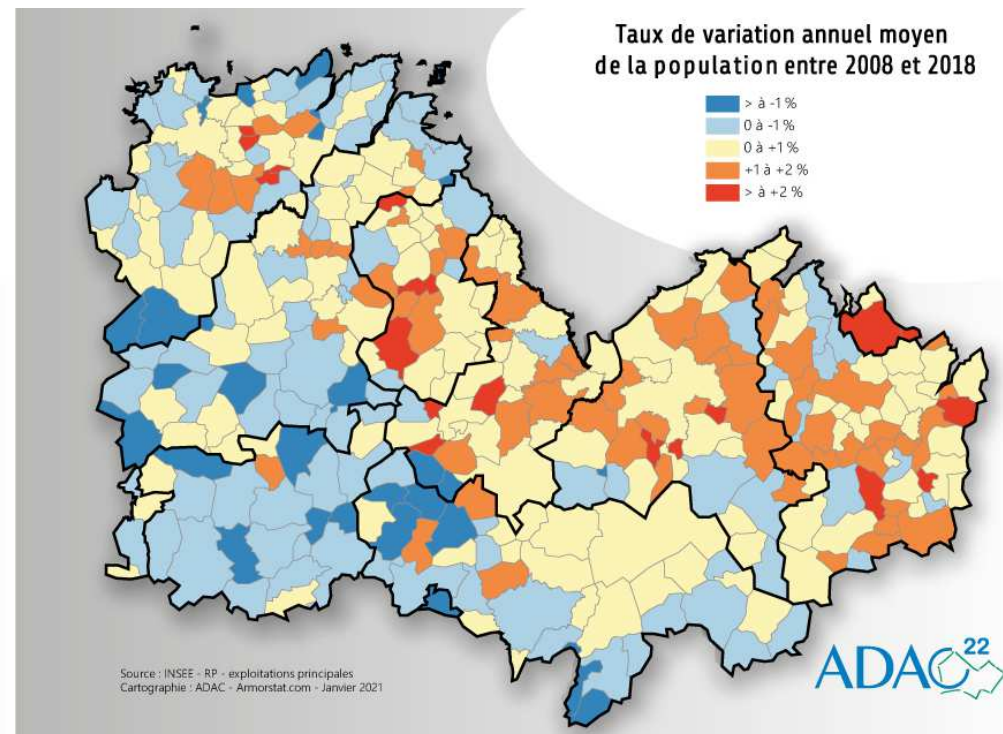 Taux de variation annuel moyen
de la population entre 2008 et 2018
> à -1 %
0 à -1%
0 à +1%
+1 à +2 %
> à +2 %
Source : INSEE - RP - exploitations principales
Cartographie : ADAC - Armorstat.com - Janvier 2021
ADAC 22